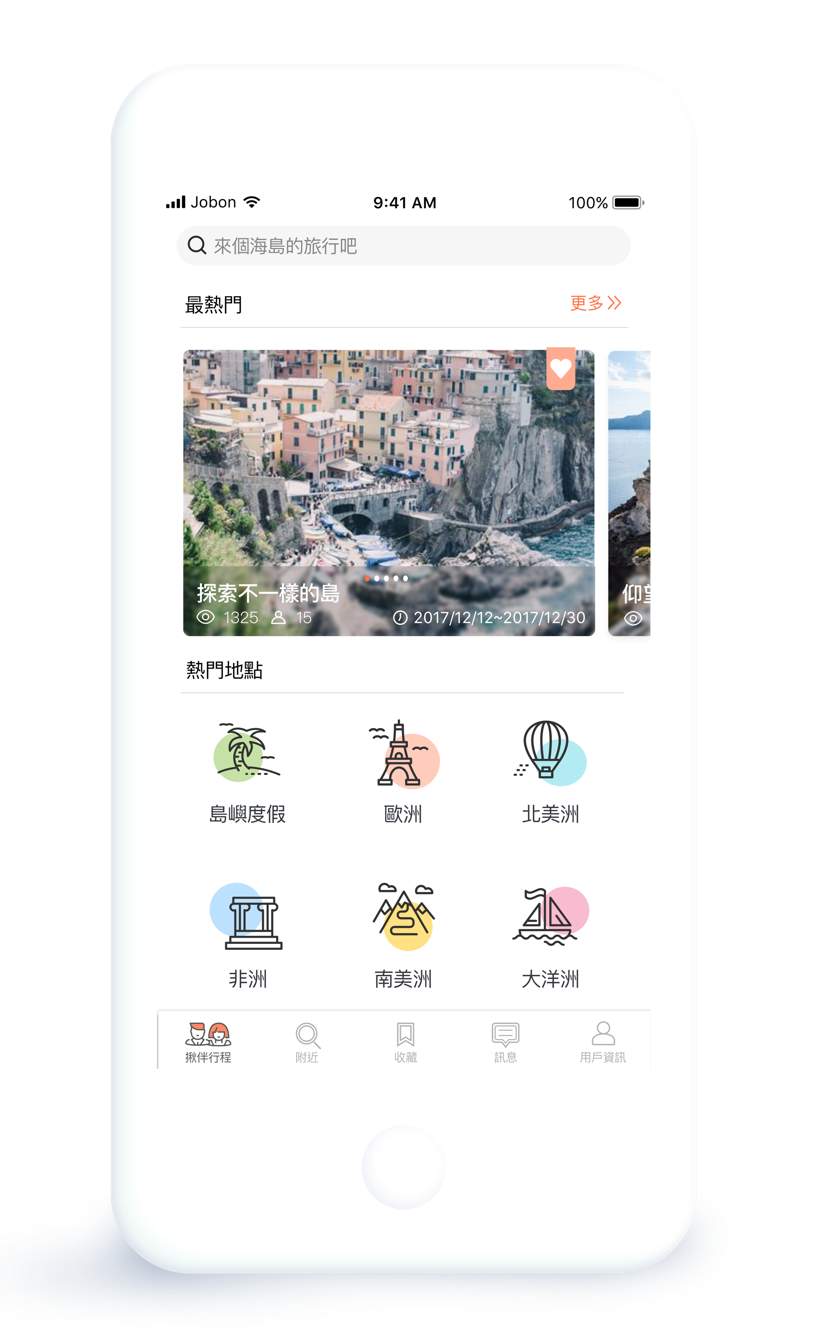 Jobon 9:41 AM 100%
來個海島的旅行吧
最熱門 更多
探索不一樣的島
1325 15 2017/12/12~2017/12/30
仰
熱門地點
島嶼度假 歐洲 北美洲
非洲 南美洲 大洋洲
揪伴行程 附近 收藏 訊息 用戶資訊